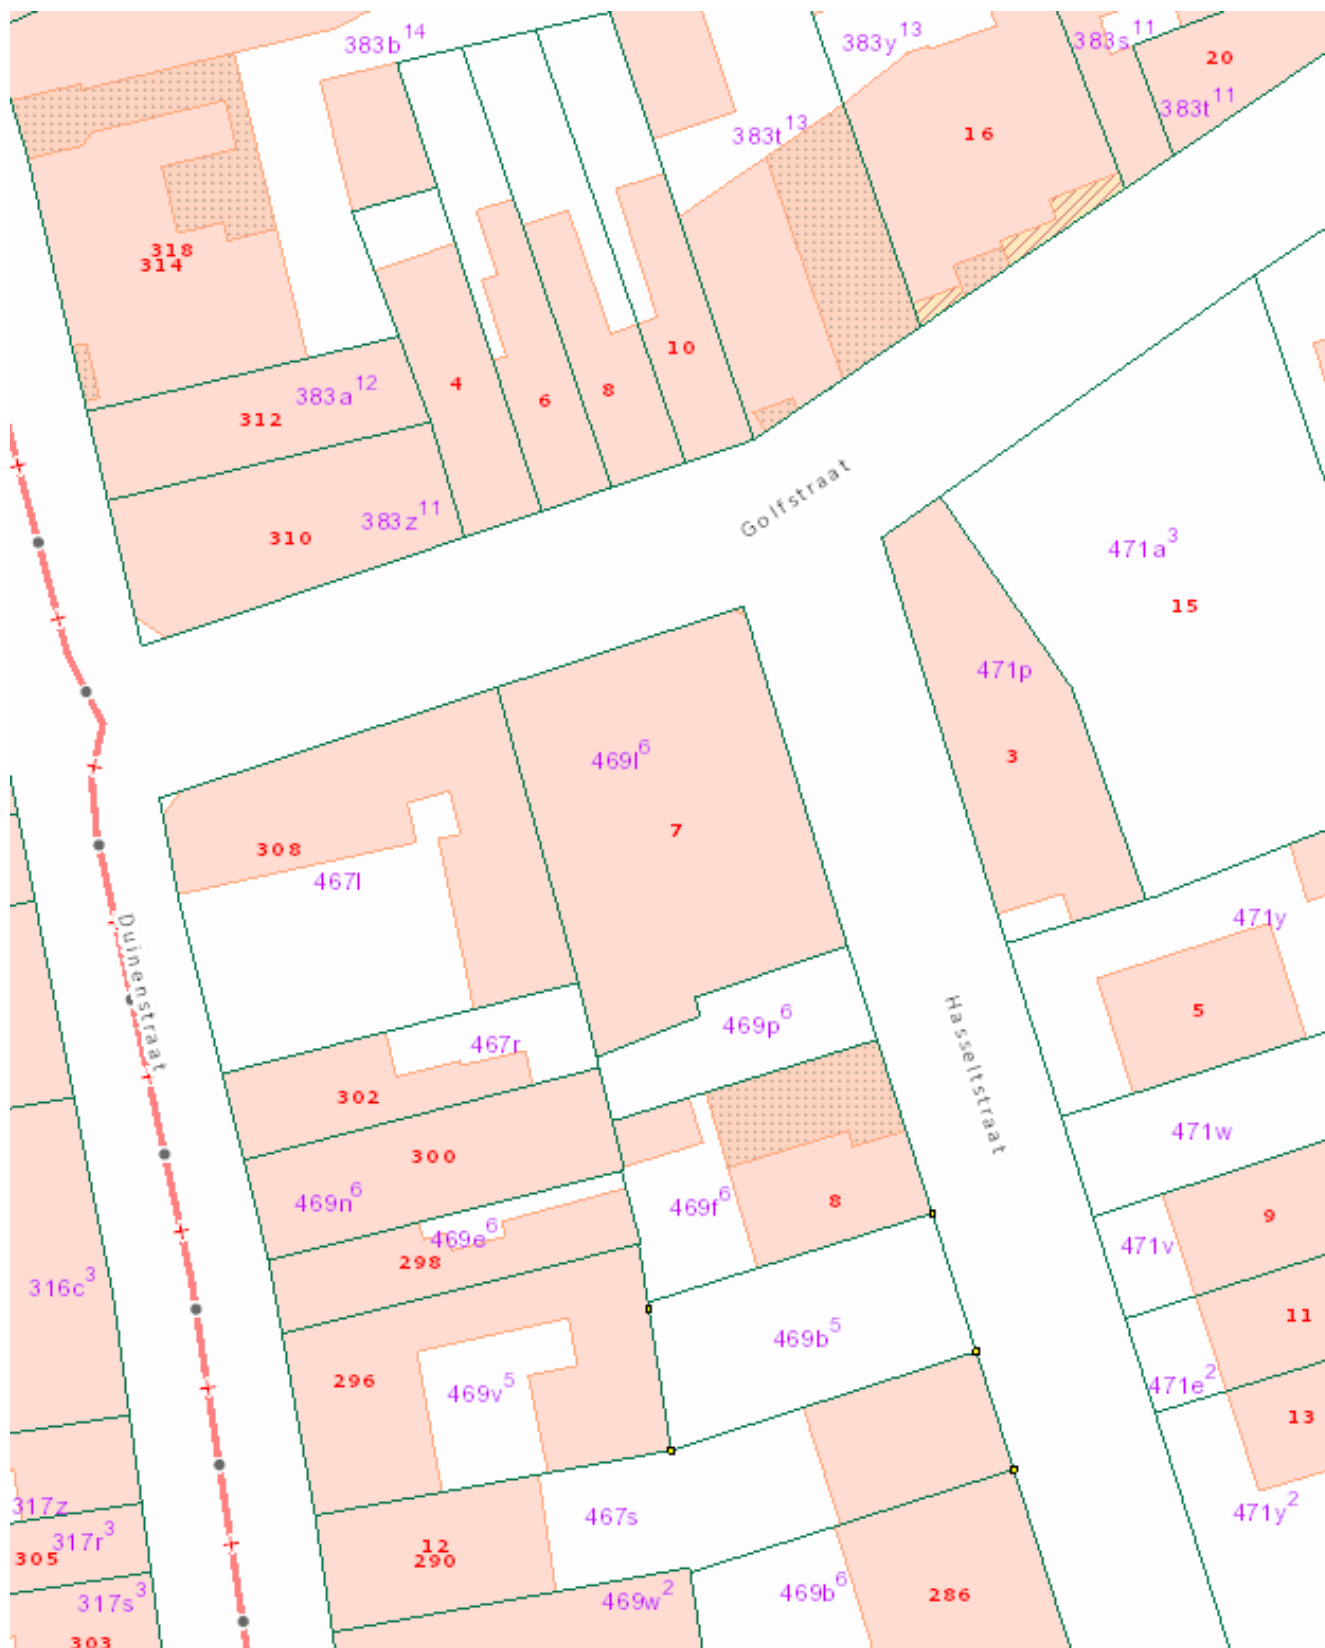 383b¹⁴
383y¹³
383s¹¹
20
383t¹¹
383t¹³
16
318
314
10
4
6
8
383a¹²
312
383z¹¹
310
Golfstraat
471a³
15
471p
3
469l⁶
7
308
467l
471y
Duinenstraat
5
469p⁶
467r
Hasseltstraat
302
471w
300
469n⁶
469f⁶
8
9
469e⁶
298
471v
316c³
11
469b⁵
296
469v⁵
471e²
13
317z
467s
471y²
317r³
305
12
290
317s³
469w²
469b⁶
286
303